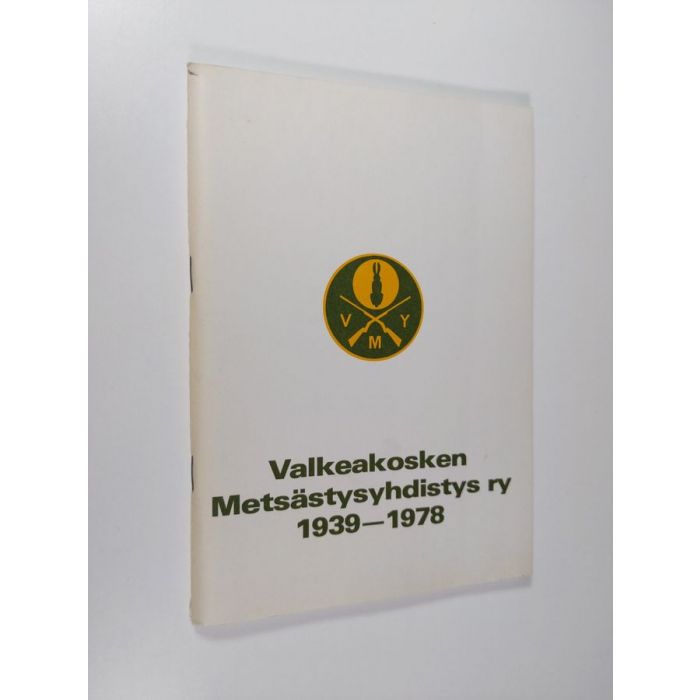 V Y
M
Valkeakosken
Metsästysyhdistys ry
1939—1978